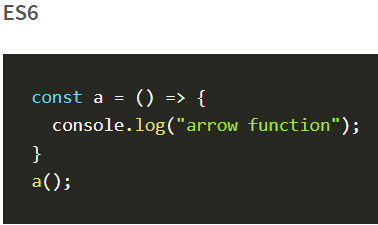 ES6
const a = () => {
  console.log("arrow function");
}
a();